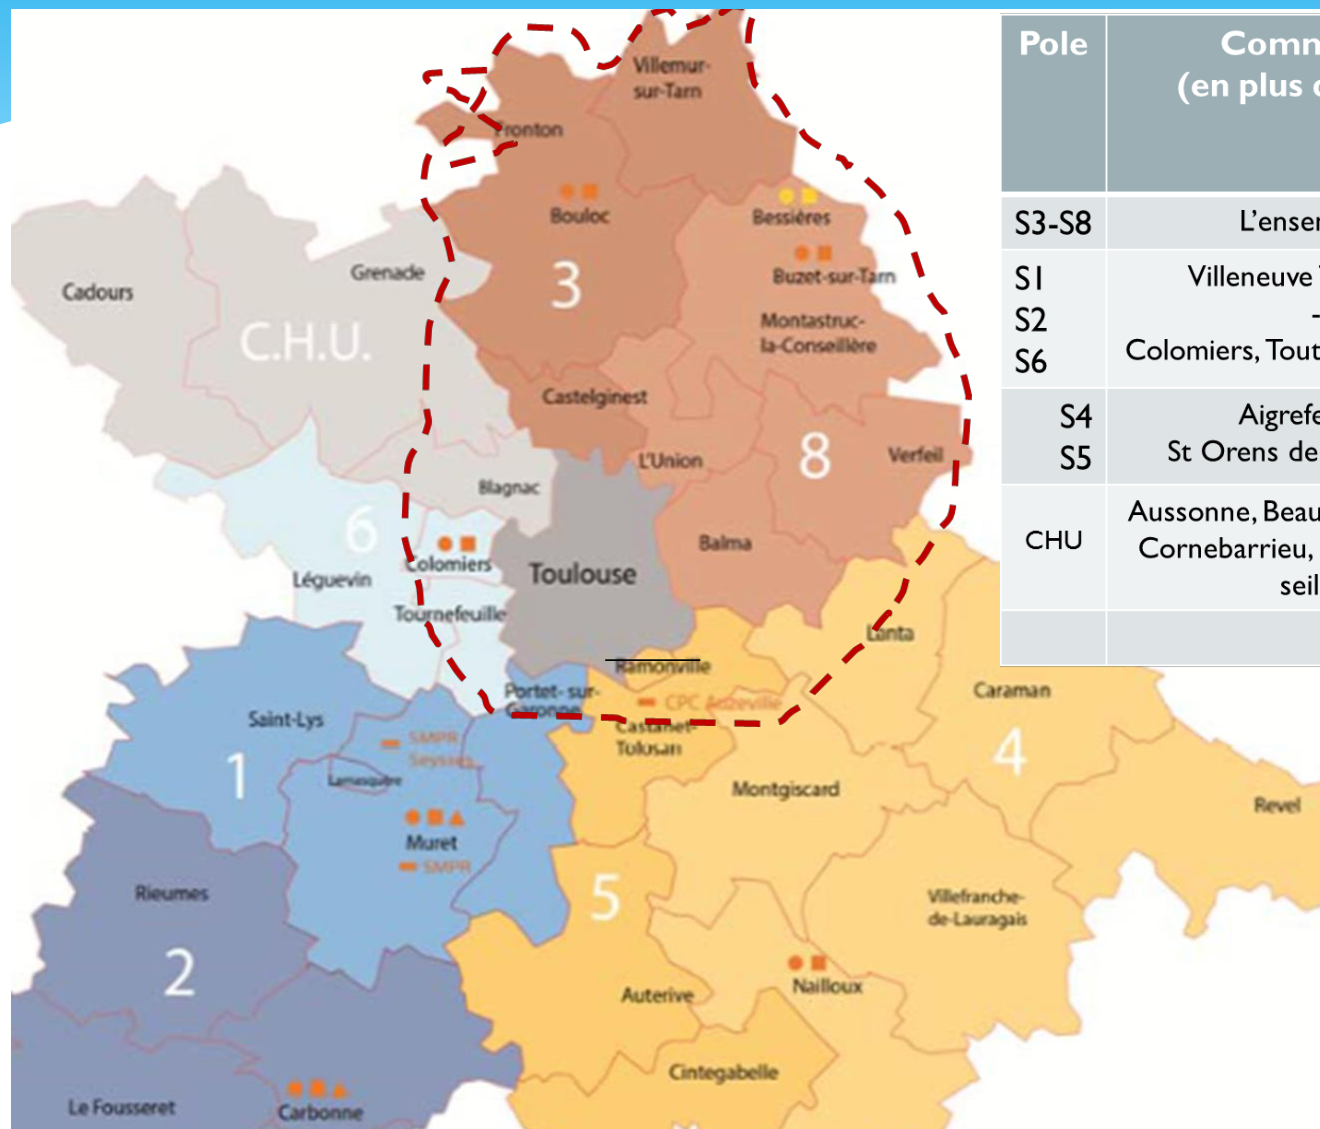 Villemur-
sur-Tarn
Fronton
Bouloc
Bessières
Grenade
Buzet-sur-Tarn
Cadours
3
C.H.U.
Montastruc-
la-Conseillère
Castelginest
8
L'Union
Verfeil
Blagnac
6
Balma
Colomiers
Toulouse
Léguevin
Tournefeuille
Lanta
Ramonville
Portet- sur-
Garonne
CPC Auzeville
Caraman
Saint-Lys
Castanet-
Tolosan
SMPR
Seysses
4
1
Lamasquère
Montgiscard
Revel
Muret
SMPR
Rieumes
5
Villefranche-
de-Lauragais
2
Nailloux
Auterive
Cintegabelle
Le Fousseret
Carbonne
Pole
Comn
(en plus
S3-S8
L'enser
S1
Villeneuve
S2
-
S6
Colomiers, Tout
S4
Aigrefe
S5
St Orens de
CHU
Aussonne, Beau
Cornebarrieu,
seil